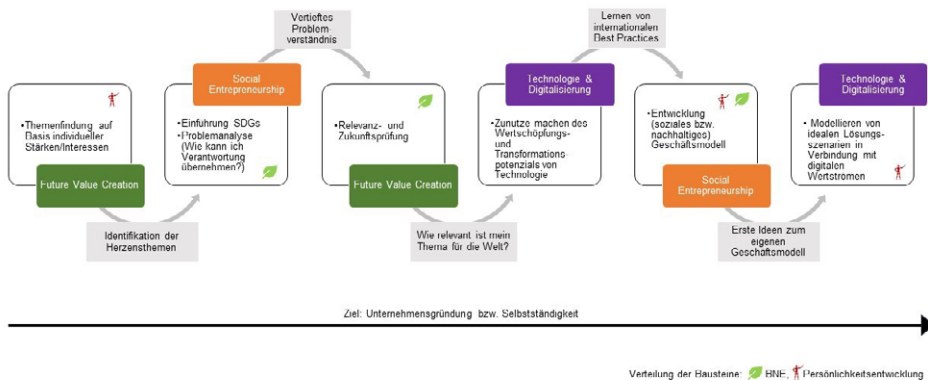 Vertieftes
Problem-
verständnis
Lernen von
internationalen
Best Practices
•Themenfindung auf
Basis individueller
Stärken/Interessen
Future Value Creation
Social
Entrepreneurship
•Einführung SDGs
•Problemanalyse
(Wie kann ich
Verantwortung
übernehmen?)
•Relevanz- und
Zukunftsprüfung
Future Value Creation
Technologie &
Digitalisierung
•Zunutze machen des
Wertschöpfungs-
und
Transformations
potenzials von
Technologie
•Entwicklung
(soziales bzw.
nachhaltiges)
Geschäftsmodell
Social
Entrepreneurship
Technologie &
Digitalisierung
• Modellieren von
idealen Lösungs-
szenarien in
Verbindung mit
digitalen
Wertströmen
Identifikation der
Herzensthemen
Wie relevant ist mein
Thema für die Welt?
Erste Ideen zum
eigenen
Geschäftsmodell
Ziel: Unternehmensgründung bzw. Selbstständigkeit
Verteilung der Bausteine: BNE, Persönlichkeitsentwicklung